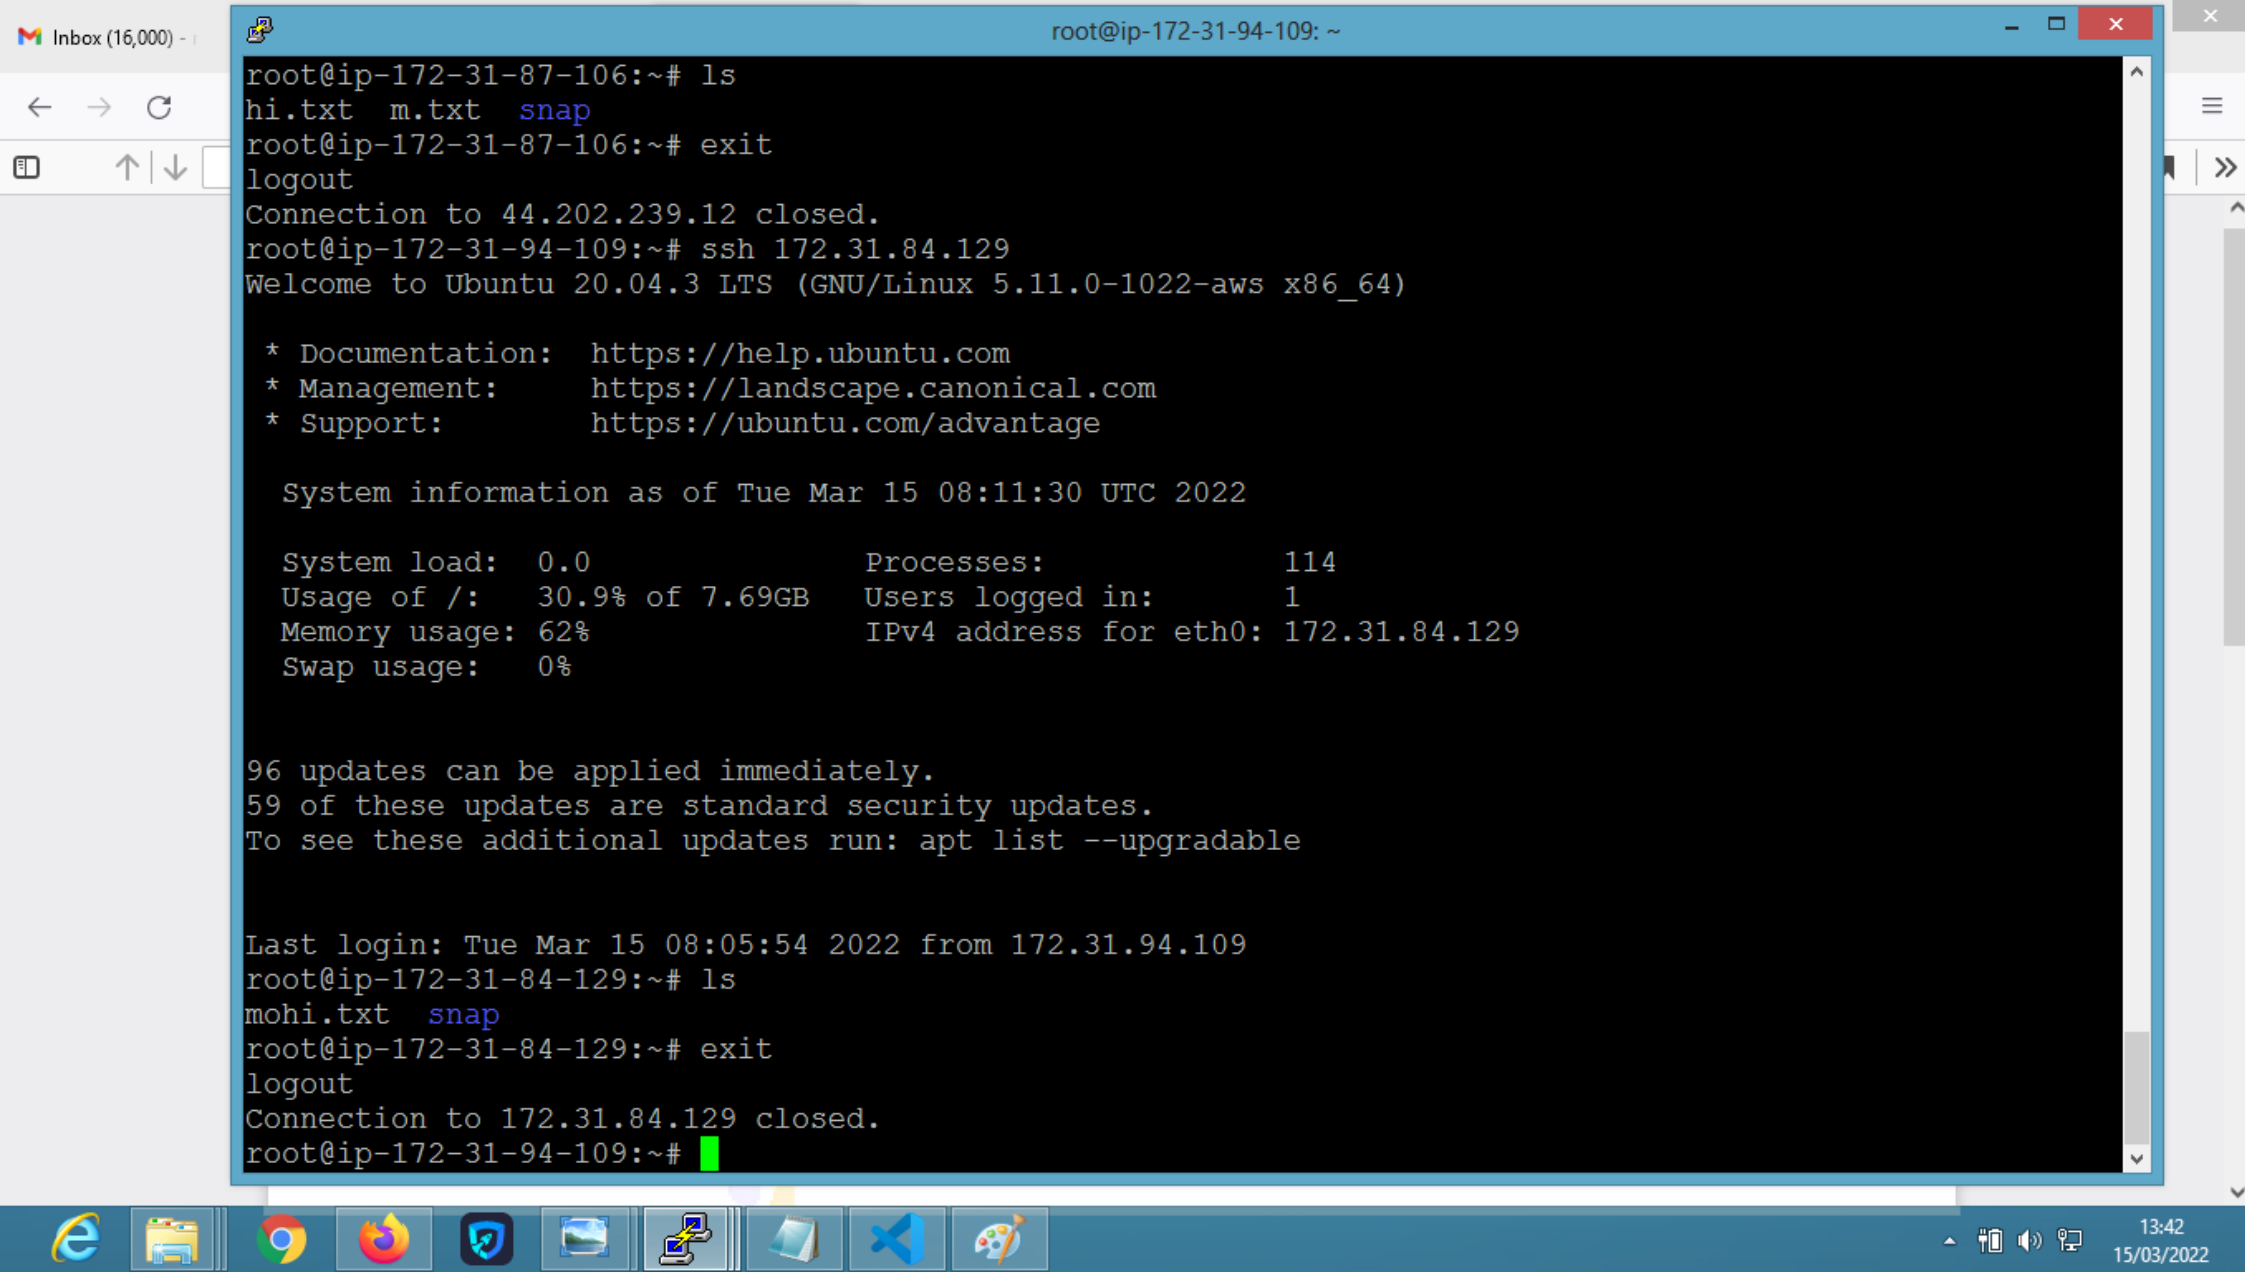 Inbox (16,000) -
root@ip-172-31-94-109: ~
root@ip-172-31-87-106:~# ls
hi.txt  m.txt  snap
root@ip-172-31-87-106:~# exit
logout
Connection to 44.202.239.12 closed.
root@ip-172-31-94-109:~# ssh 172.31.84.129
Welcome to Ubuntu 20.04.3 LTS (GNU/Linux 5.11.0-1022-aws x86_64)
* Documentation:  https://help.ubuntu.com
* Management:     https://landscape.canonical.com
* Support:        https://ubuntu.com/advantage
System information as of Tue Mar 15 08:11:30 UTC 2022
System load:  0.0               Processes:             114
Usage of /:   30.9% of 7.69GB   Users logged in:       1
Memory usage: 62%               IPv4 address for eth0: 172.31.84.129
Swap usage:   0%
96 updates can be applied immediately.
59 of these updates are standard security updates.
To see these additional updates run: apt list --upgradable
Last login: Tue Mar 15 08:05:54 2022 from 172.31.94.109
root@ip-172-31-84-129:~# ls
mohi.txt  snap
root@ip-172-31-84-129:~# exit
logout
Connection to 172.31.84.129 closed.
root@ip-172-31-94-109:~#
13:42
15/03/2022